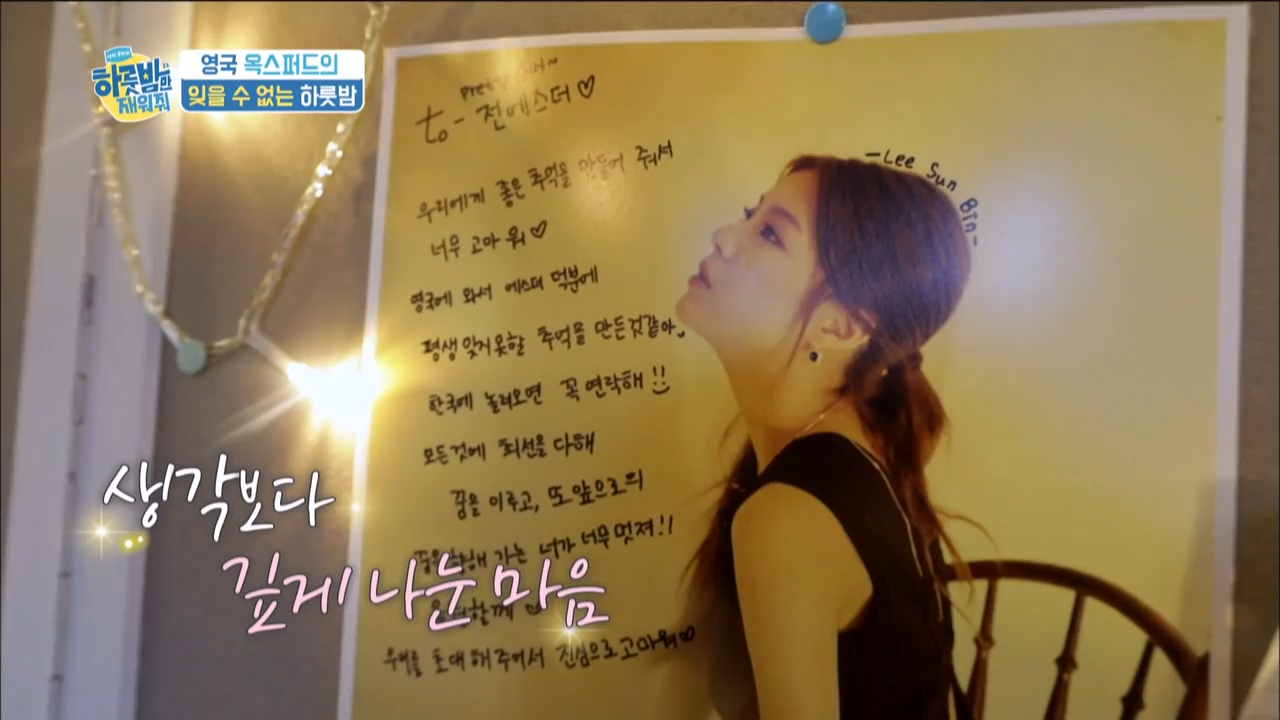 하룻밤만
재워줘
영국 옥스퍼드의
잊을 수 없는 하룻밤
pretty
to- 전에스더♡
-Lee Sun Bin-
우리에게 좋은 추억을 만들어 줘서
너무 고마워♡
영국에 와서 에스더 덕분에
평생 잊지못할 추억을 만든것같아
한국에 놀러오면 꼭 연락해!!
모든것에 최선을 다해
꿈을 이루고, 또 앞으로의
가는 너가 너무 멋져!!
우리를 초대해주어서 진심으로고마워♡
생각보다
깊게 나눈 마음